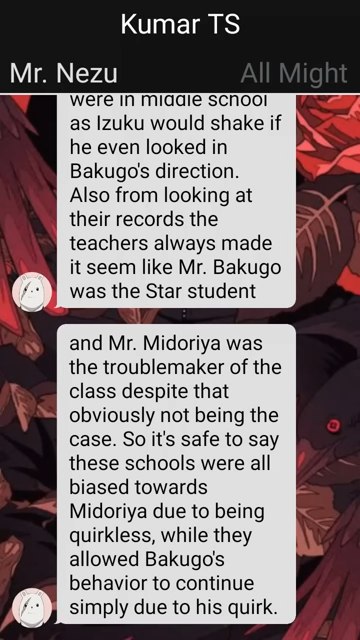 Kumar TS
Mr. Nezu
All Might
were in middle school
as Izuku would shake if
he even looked in
Bakugo's direction.
Also from looking at
their records the
teachers always made
it seem like Mr. Bakugo
was the Star student
and Mr. Midoriya was
the troublemaker of the
class despite that
obviously not being the
case. So it's safe to say
these schools were all
biased towards
Midoriya due to being
quirkless, while they
allowed Bakugo's
behavior to continue
simply due to his quirk.